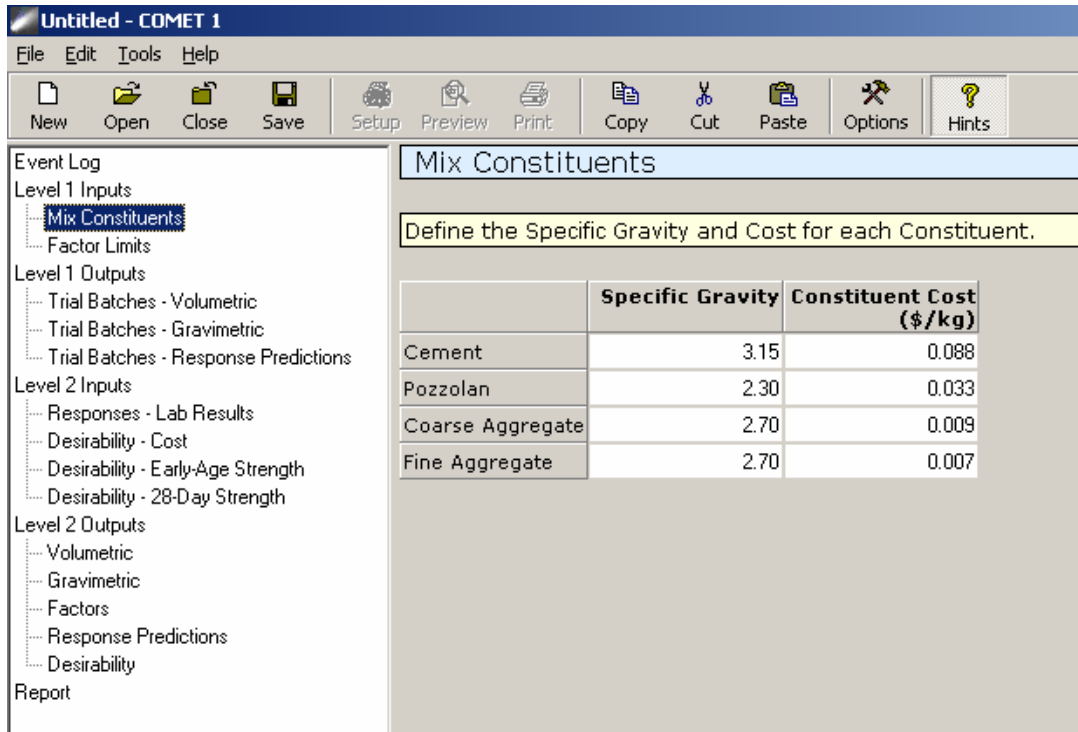 Untitled - COMET 1
File Edit Tools Help
New Open Close Save Setup Preview Print Copy Cut Paste Options Hints
Event Log
Level 1 Inputs
Mix Constituents
Factor Limits
Level 1 Outputs
Trial Batches - Volumetric
Trial Batches - Gravimetric
Trial Batches - Response Predictions
Level 2 Inputs
Responses - Lab Results
Desirability - Cost
Desirability - Early-Age Strength
Desirability - 28-Day Strength
Level 2 Outputs
Volumetric
Gravimetric
Factors
Response Predictions
Desirability
Report
Mix Constituents
Define the Specific Gravity and Cost for each Constituent.
Specific Gravity Constituent Cost
($/kg)
Cement 3.15 0.088
Pozzolan 2.30 0.033
Coarse Aggregate 2.70 0.009
Fine Aggregate 2.70 0.007